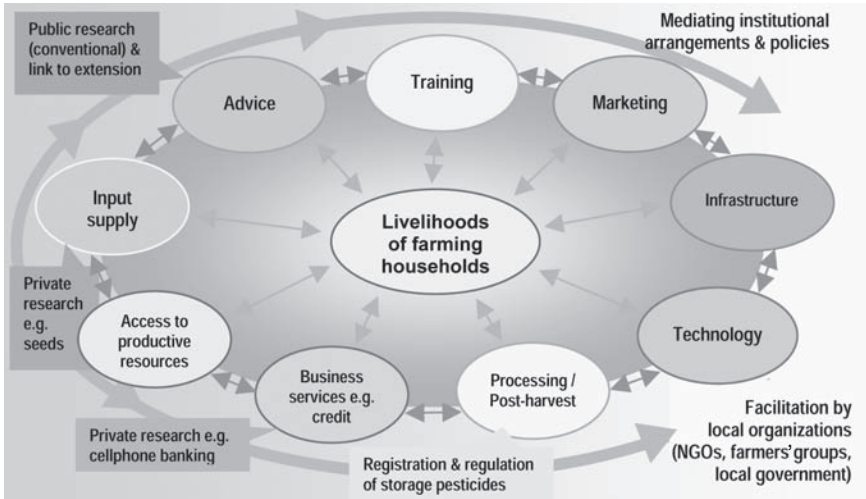 Public research
(conventional) &
link to extension
Mediating institutional
arrangements & policies
Training
Advice
Marketing
Input
supply
Infrastructure
Livelihoods
of farming
households
Private
research
e.g.
seeds
Access to
productive
resources
Technology
Business
services e.g.
credit
Processing /
Post-harvest
Private research e.g.
cellphone banking
Registration & regulation
of storage pesticides
Facilitation by
local organizations
(NGOs, farmers' groups,
local government)